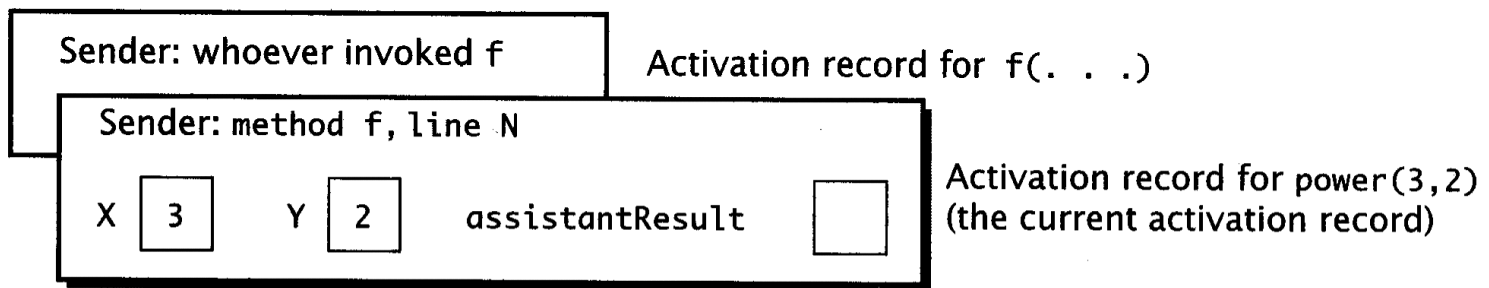 Sender: whoever invoked f
Activation record for f(. . .)
Sender: method f, line N
X 3 Y 2 assistantResult
Activation record for power(3,2)
(the current activation record)